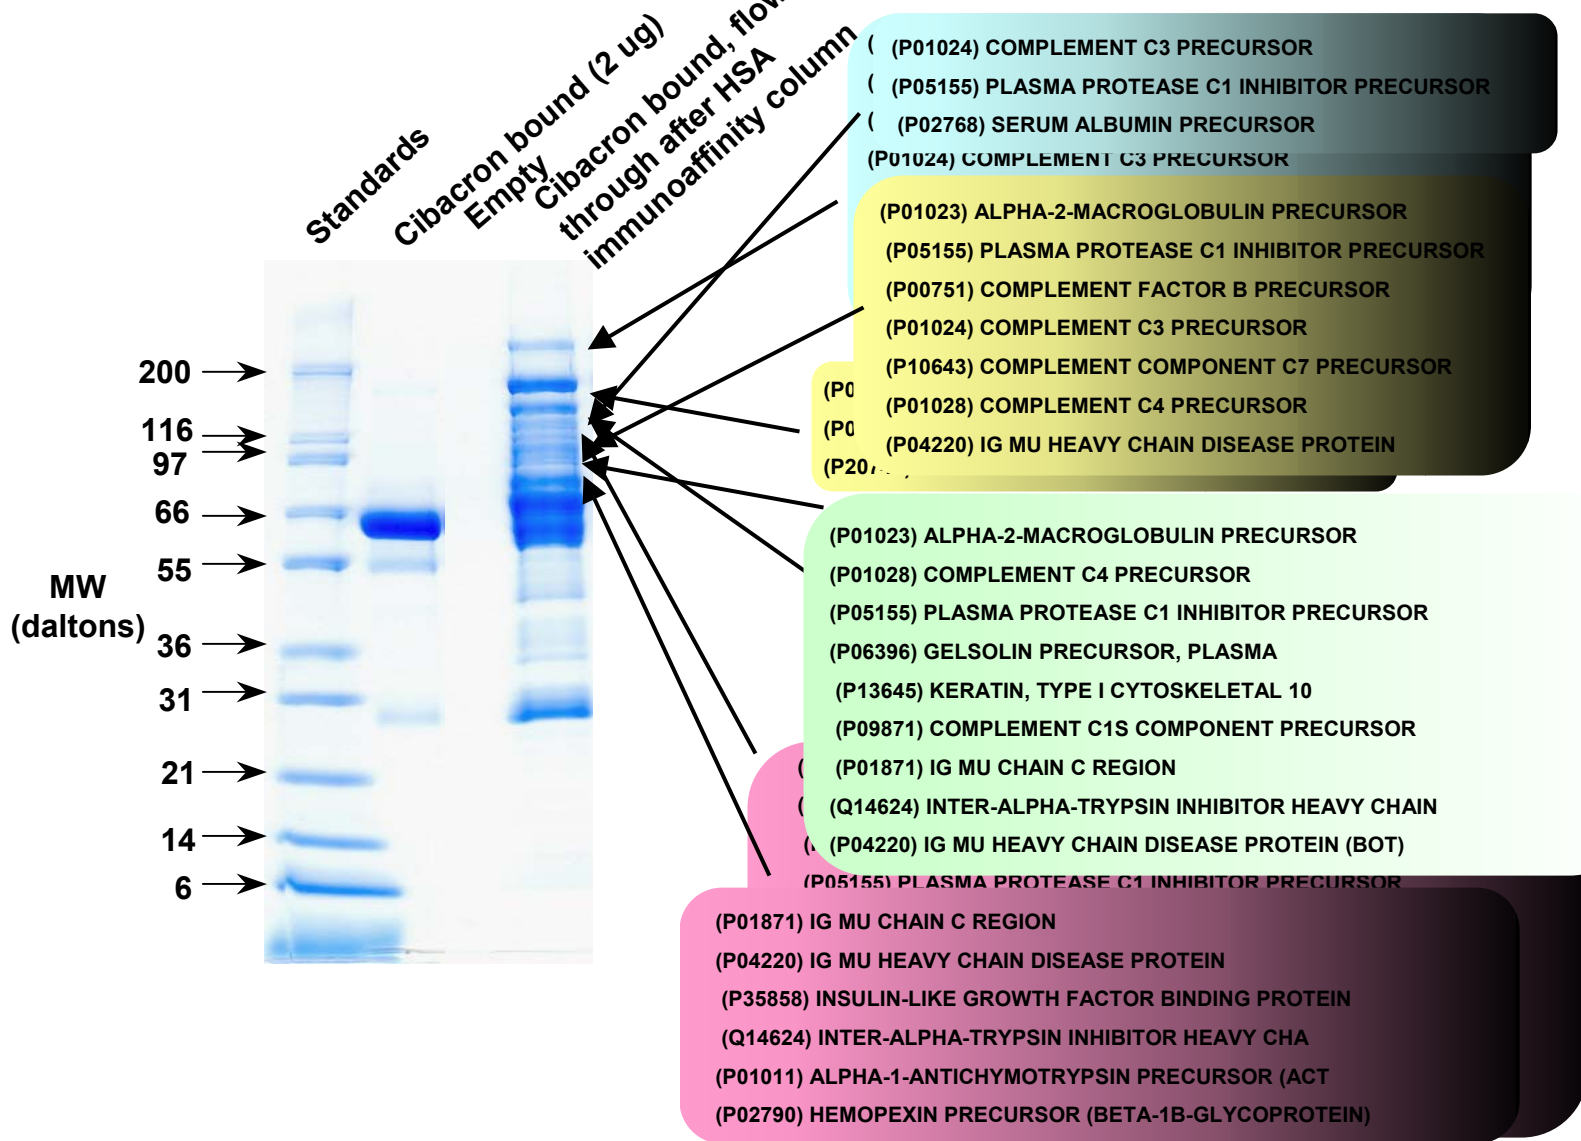 Standards
Cibacron bound (2 ug)
Empty
Cibacron bound,
through after HSA
immunoaffinity column
200
116
97
66
55
36
31
21
14
6
MW
(daltons)
(P01024) COMPLEMENT C3 PRECURSOR
(P05155) PLASMA PROTEASE C1 INHIBITOR PRECURSOR
(P02768) SERUM ALBUMIN PRECURSOR
(P01024) COMPLEMENT C3 PRECURSOR
(P01023) ALPHA-2-MACROGLOBULIN PRECURSOR
(P05155) PLASMA PROTEASE C1 INHIBITOR PRECURSOR
(P00751) COMPLEMENT FACTOR B PRECURSOR
(P01024) COMPLEMENT C3 PRECURSOR
(P10643) COMPLEMENT COMPONENT C7 PRECURSOR
(P01028) COMPLEMENT C4 PRECURSOR
(P04220) IG MU HEAVY CHAIN DISEASE PROTEIN
(P01023) ALPHA-2-MACROGLOBULIN PRECURSOR
(P01028) COMPLEMENT C4 PRECURSOR
(P05155) PLASMA PROTEASE C1 INHIBITOR PRECURSOR
(P06396) GELSOLIN PRECURSOR, PLASMA
(P13645) KERATIN, TYPE I CYTOSKELETAL 10
(P09871) COMPLEMENT C1S COMPONENT PRECURSOR
(P01871) IG MU CHAIN C REGION
(Q14624) INTER-ALPHA-TRYPSIN INHIBITOR HEAVY CHAIN
(P04220) IG MU HEAVY CHAIN DISEASE PROTEIN (BOT)
(P05155) PLASMA PROTEASE C1 INHIBITOR PRECURSOR
(P01871) IG MU CHAIN C REGION
(P04220) IG MU HEAVY CHAIN DISEASE PROTEIN
(P35858) INSULIN-LIKE GROWTH FACTOR BINDING PROTEIN
(Q14624) INTER-ALPHA-TRYPSIN INHIBITOR HEAVY CHA
(P01011) ALPHA-1-ANTICHYMOTRYPSIN PRECURSOR (ACT
(P02790) HEMOPEXIN PRECURSOR (BETA-1B-GLYCOPROTEIN)